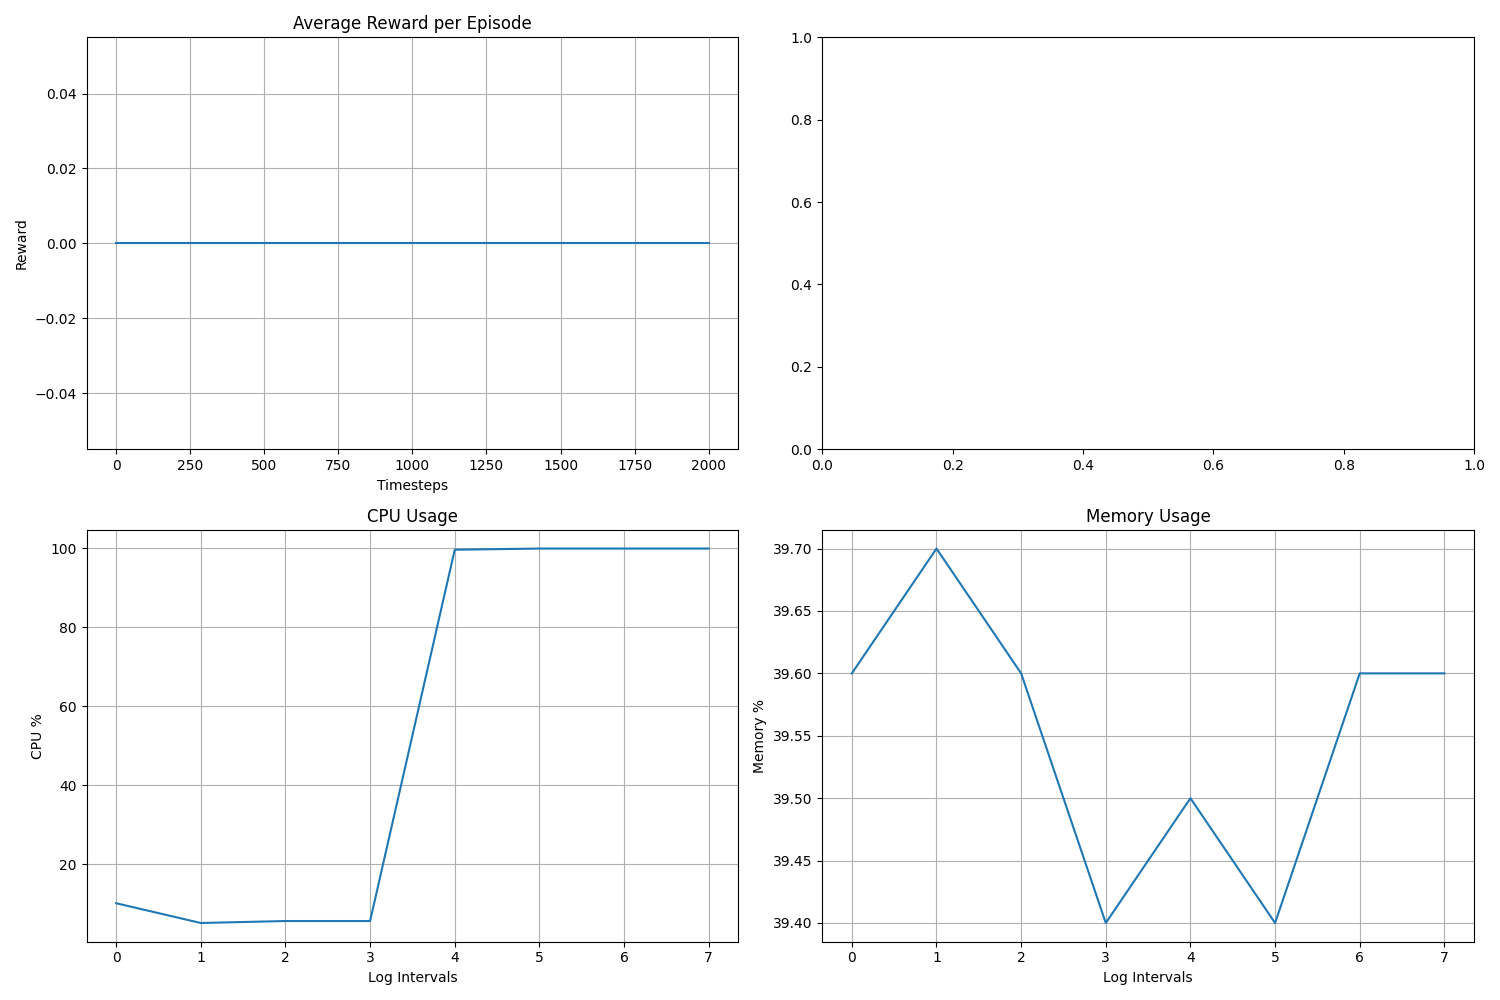 Average Reward per Episode
0.04
0.02
0.00
−0.02
−0.04
Reward
0 250 500 750 1000 1250 1500 1750 2000
Timesteps
1.0
0.8
0.6
0.4
0.2
0.0
0.0 0.2 0.4 0.6 0.8 1.0
CPU Usage
100
80
60
40
20
CPU %
0 1 2 3 4 5 6 7
Log Intervals
Memory Usage
39.70
39.65
39.60
39.55
39.50
39.45
39.40
Memory %
0 1 2 3 4 5 6 7
Log Intervals